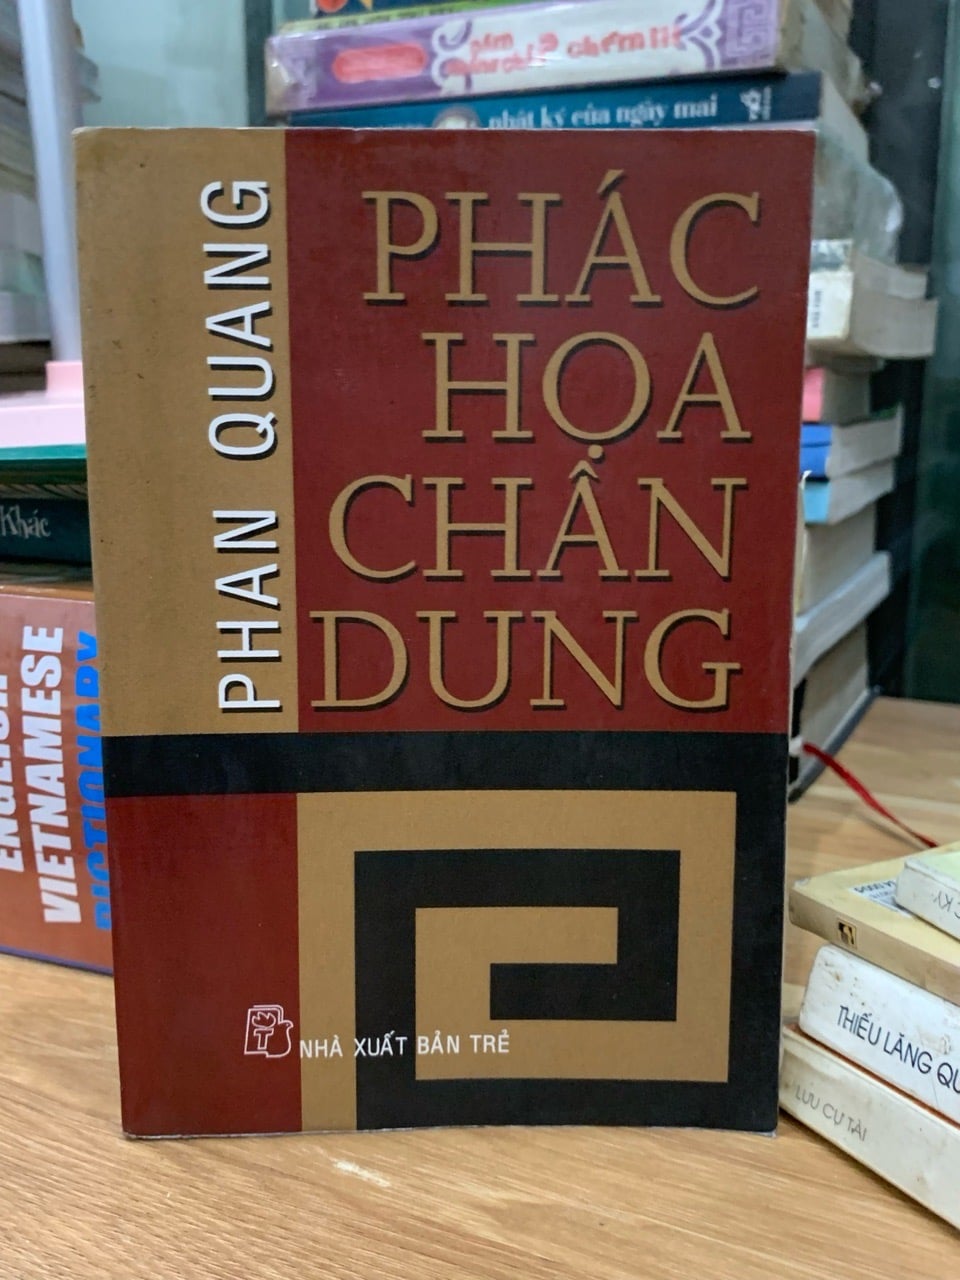 nhật ký của ngày mai
PHAN QUANG
PHÁC
HỌA
CHÂN
DUNG
T
NHÀ XUẤT BẢN TRẺ
Khác
VIETNAMESE
DICTIONARY
THIẾU LĂNG QU
LƯU CỰ TÀI